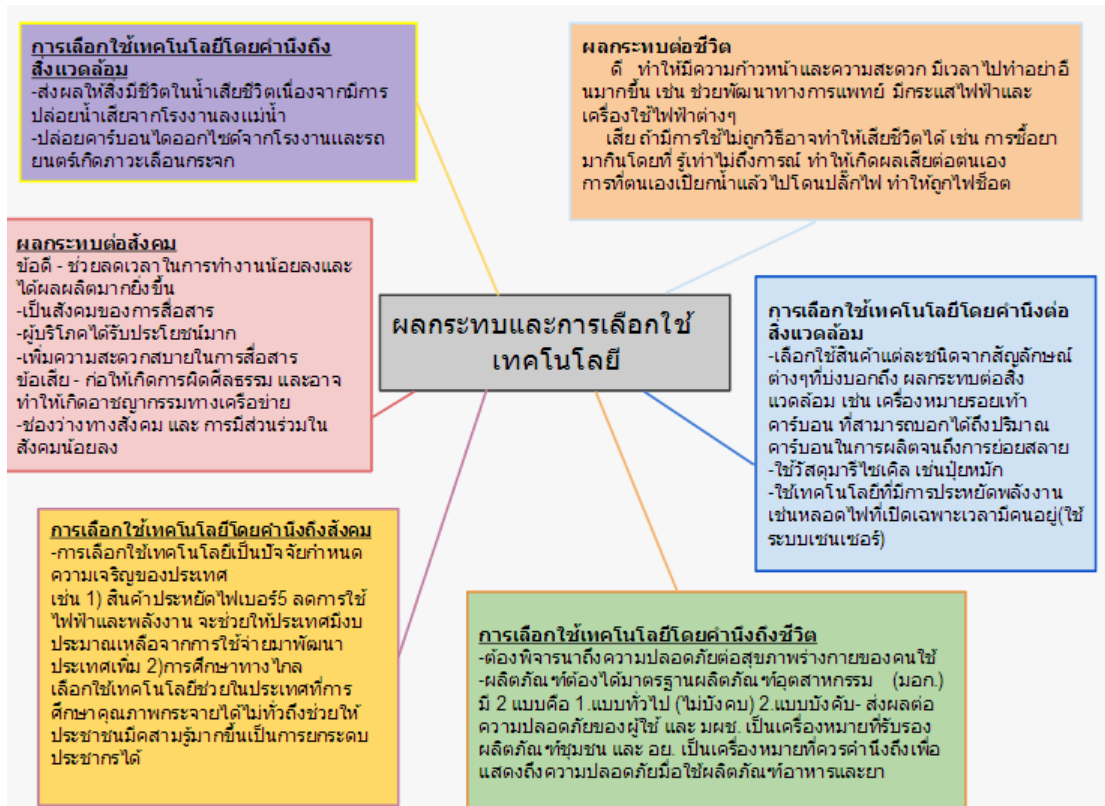 การเลือกใช้เทคโนโลยีโดยคำนึงถึง
สิ่งแวดล้อม
-ส่งผลให้สิ่งมีชีวิตในน้ำเสียชีวิตเนื่องจากมีการ
ปล่อยน้ำเสียจากโรงงานลงแม่น้ำ
-ปล่อยคาร์บอนไดออกไซด์จากโรงงานและรถ
ยนตร์เกิดภาวะเลือนกระจก
ผลกระทบต่อชีวิต
ดี ทำให้มีความก้าวหน้าและความสะดวก มีเวลาไปทำอย่าอื
นมากขึ้น เช่น ช่วยพัฒนาทางการแพทย์ มีกระแสไฟฟ้าและ
เครื่องใช้ไฟฟ้าต่างๆ
เสีย ถ้ามีการใช้ไม่ถูกวิธีอาจทำให้เสียชีวิตได้ เช่น การซื้อยา
มากินโดยที่ รู้เท่าไม่ถึงการณ์ ทำให้เกิดผลเสียต่อตนเอง
การที่ตนเองเปียกน้ำแล้วไปโดนปลั๊กไฟ ทำให้ถูกไฟช็อต
ผลกระทบต่อสังคม
ข้อดี - ช่วยลดเวลาในการทำงานน้อยลงและ
ได้ผลผลิตมากยิ่งขึ้น
-เป็นสังคมของการสื่อสาร
-ผู้บริโภคได้รับประโยชน์มาก
-เพิ่มความสะดวกสบายในการสื่อสาร
ข้อเสีย - ก่อให้เกิดการผิดศีลธรรม และอาจ
ทำให้เกิดอาชญากรรมทางเครือข่าย
-ช่องว่างทางสังคม และ การมีส่วนร่วมใน
สังคมน้อยลง
ผลกระทบและการเลือกใช้
เทคโนโลยี
การเลือกใช้เทคโนโลยีโดยคำนึงต่อ
สิ่งแวดล้อม
-เลือกใช้สินค้าแต่ละชนิดจากสัญลักษณ์
ต่างๆที่บ่งบอกถึง ผลกระทบต่อสิ่ง
แวดล้อม เช่น เครื่องหมายรอยเท้า
คาร์บอน ที่สามารถบอกได้ถึงปริมาณ
คาร์บอนในการผลิตจนถึงการย่อยสลาย
-ใช้วัสดุมารีไซเคิล เช่นปุ๋ยหมัก
-ใช้เทคโนโลยีที่มีการประหยัดพลังงาน
เช่นหลอดไฟที่เปิดเฉพาะเวลามีคนอยู่(ใช้
ระบบเซนเซอร์)
การเลือกใช้เทคโนโลยีโดยคำนึงถึงสังคม
-การเลือกใช้เทคโนโลยีเป็นปัจจัยกำหนด
ความเจริญของประเทศ
เช่น 1) สินค้าประหยัดไฟเบอร์5 ลดการใช้
ไฟฟ้าและพลังงาน จะช่วยให้ประเทศมีงบ
ประมาณเหลือจากการใช้จ่ายมาพัฒนา
ประเทศเพิ่ม 2)การศึกษาทางไกล
เลือกใช้เทคโนโลยีช่วยในประเทศที่การ
ศึกษาคุณภาพกระจายได้ไม่ทั่วถึงช่วยให้
ประชาชนมีคสามรู้มากขึ้นเป็นการยกระดบ
ประชากรได้
การเลือกใช้เทคโนโลยีโดยคำนึงถึงชีวิต
-ต้องพิจารนาถึงความปลอดภัยต่อสุขภาพร่างกายของคนใช้
-ผลิตภัณฑ์ต้องได้มาตรฐานผลิตภัณฑ์อุตสาหกรรม (มอก.)
มี 2 แบบคือ 1.แบบทั่วไป (ไม่บังคบ) 2.แบบบังคับ- ส่งผลต่อ
ความปลอดภัยของผู้ใช้ และ มผช. เป็นเครื่องหมายที่รับรอง
ผลิตภัณฑ์ชุมชน และ อย. เป็นเครื่องหมายที่ควรคำนึงถึงเพื่อ
แสดงถึงความปลอดภัยมื่อใช้ผลิตภัณฑ์อาหารและยา